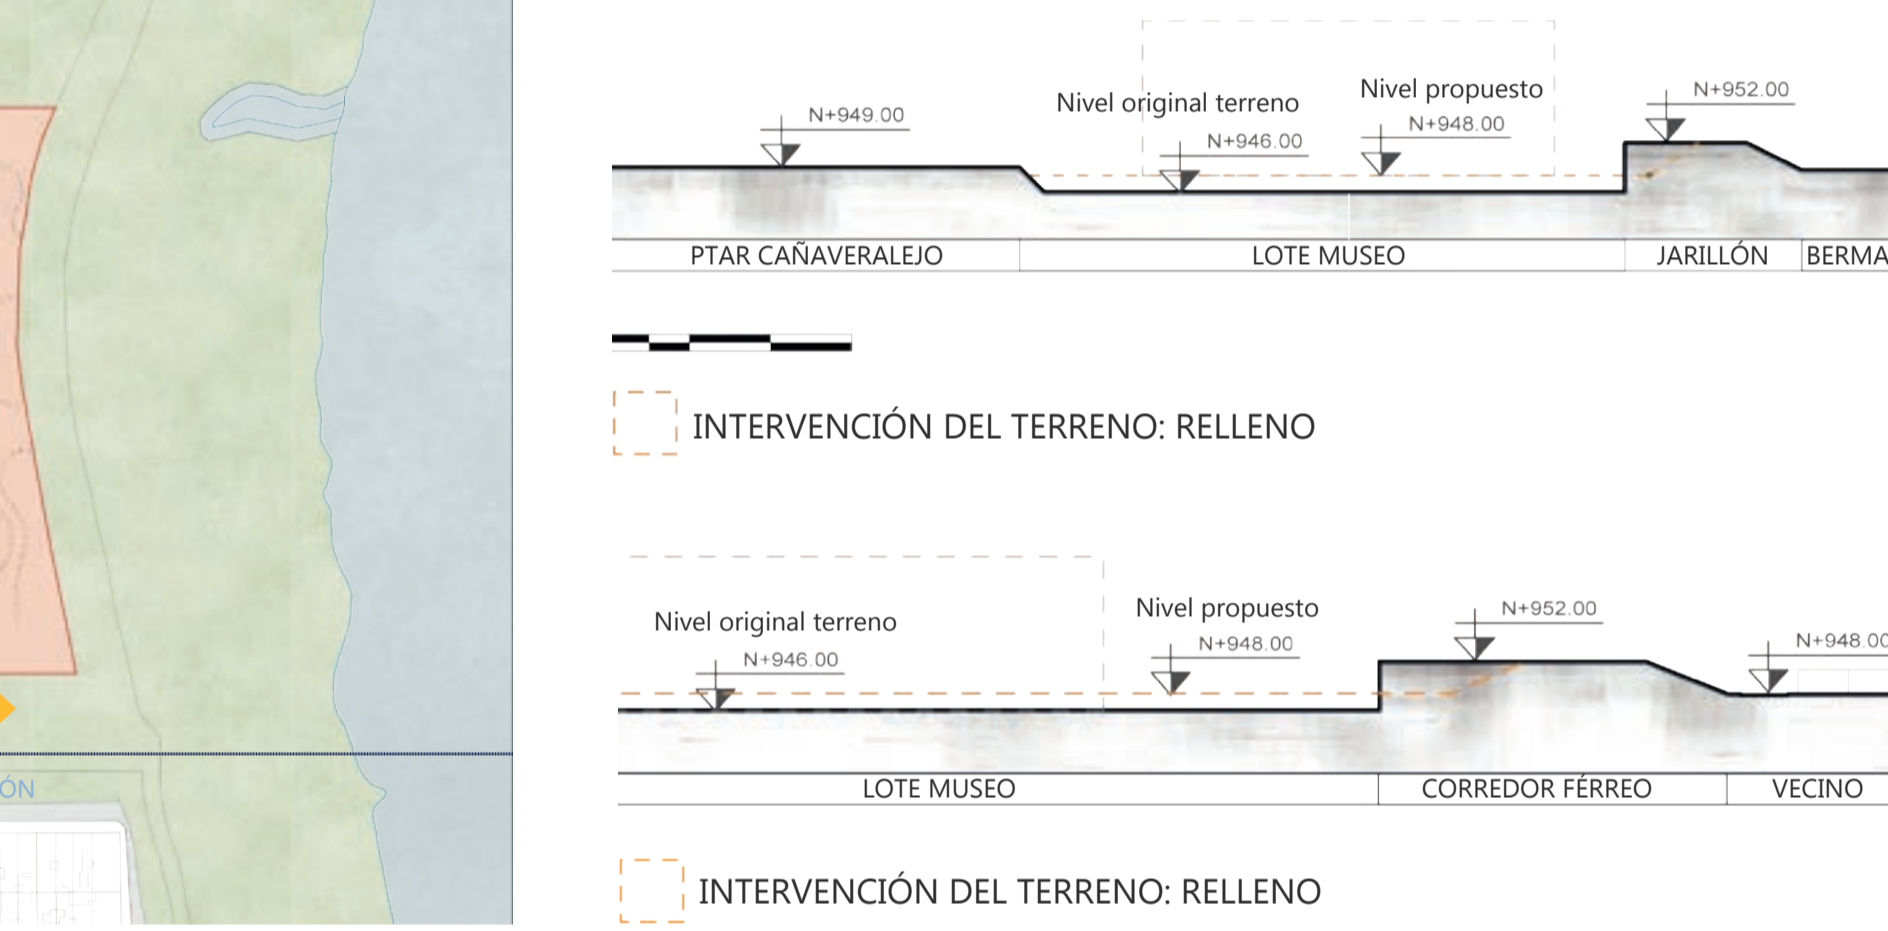 Nivel propuesto
N+952.00
Nivel original terreno
N+948.00
N+949.00
N+946.00
PTAR CAÑAVERALEJO
LOTE MUSEO
JARILLÓN
BERMA
INTERVENCIÓN DEL TERRENO: RELLENO
Nivel original terreno
Nivel propuesto
N+952.00
N+946.00
N+948.00
N+948.00
LOTE MUSEO
CORREDOR FÉRREO
VECINO
INTERVENCIÓN DEL TERRENO: RELLENO
ÓN